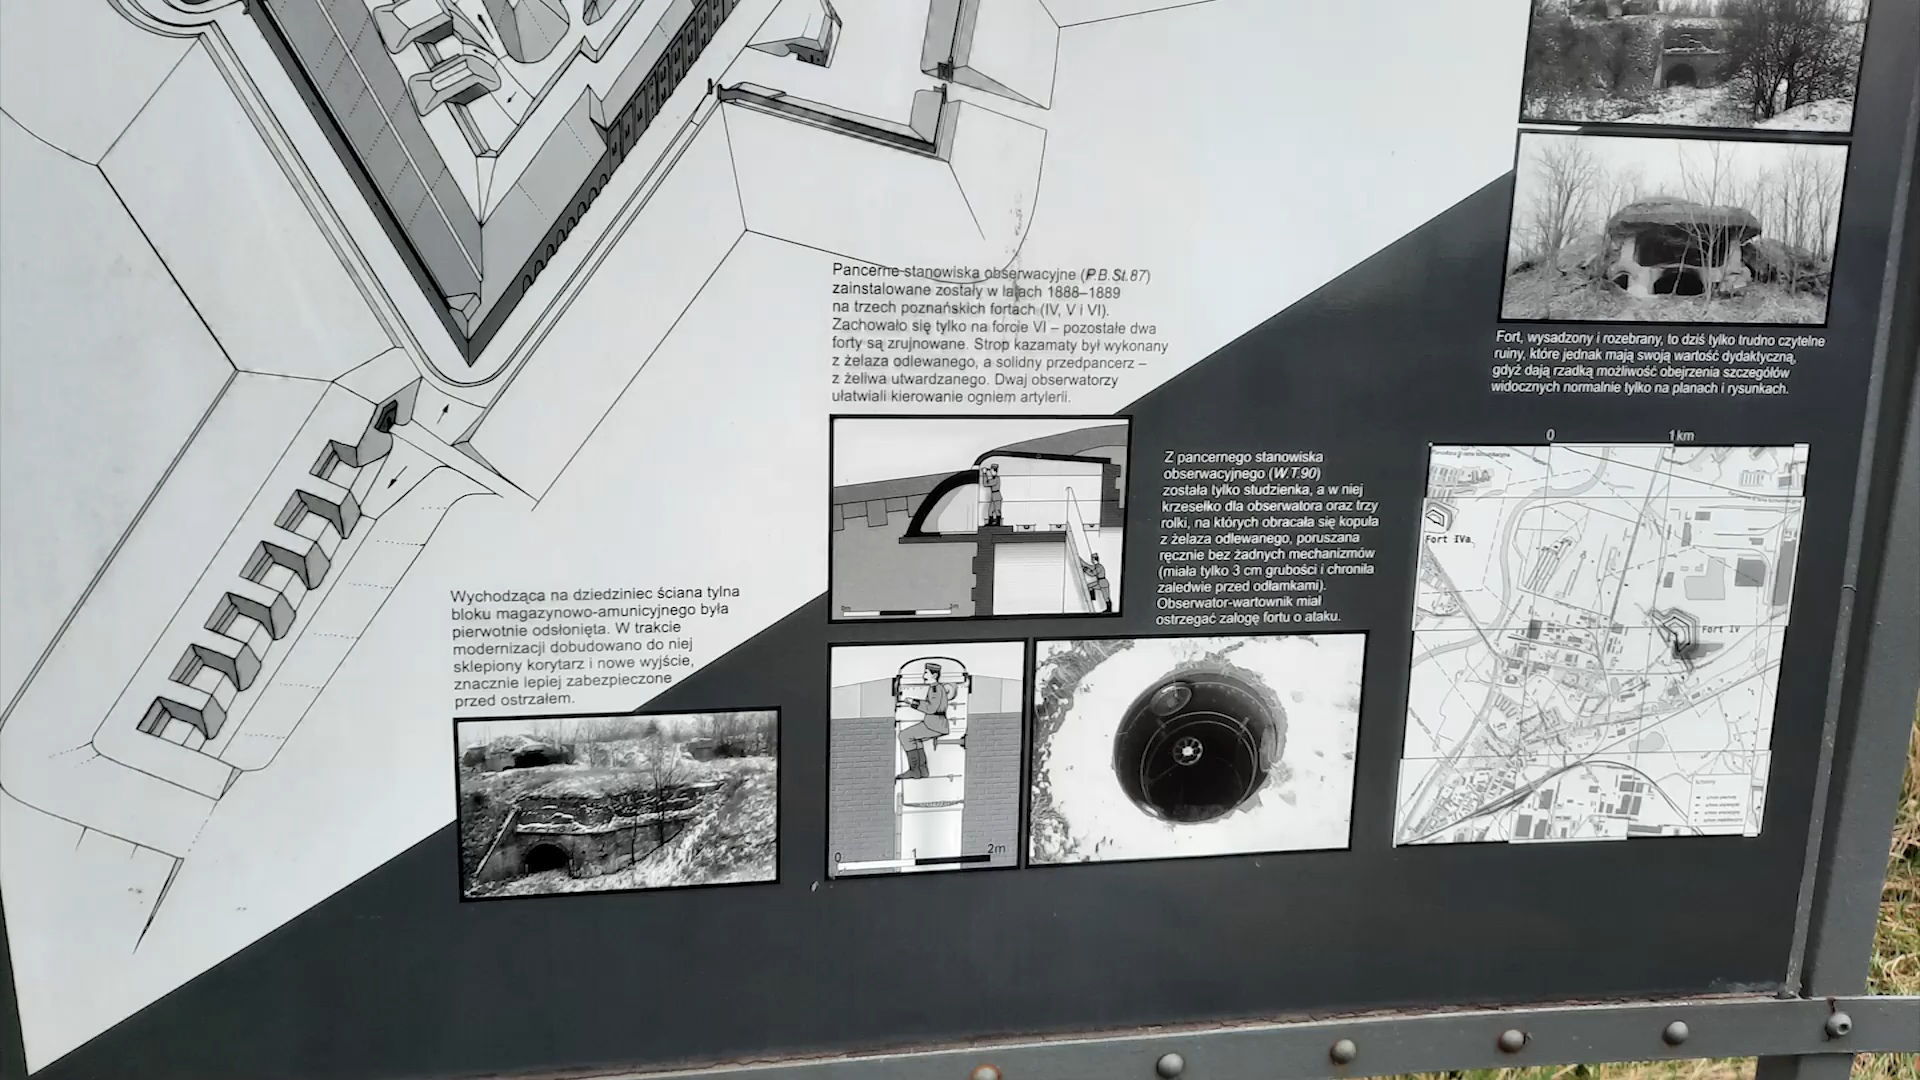 Pancerne stanowiska obserwacyjne (P.B.St.87)
zainstalowane zostały w latach 1888–1889
na trzech poznańskich fortach (IV, V i VI).
Zachowało się tylko na forcie VI – pozostałe dwa
forty są zrujnowane. Strop kazamaty był wykonany
z żelaza odlewanego, a solidny przedpancerz –
z żeliwa utwardzanego. Dwaj obserwatorzy
ułatwiali kierowanie ogniem artylerii.
Fort, wysadzony i rozebrany, to dziś tylko trudno czytelne
ruiny, które jednak mają swoją wartość dydaktyczną,
gdyż dają rzadką możliwość obejrzenia szczegółów
widocznych normalnie tylko na planach i rysunkach.
Z pancernego stanowiska
obserwacyjnego (W.T.90)
została tylko studzienka, a w niej
krzesełko dla obserwatora oraz trzy
rolki, na których obracała się kopuła
z żelaza odlewanego, poruszana
ręcznie bez żadnych mechanizmów
(miała tylko 3 cm grubości i chroniła
zaledwie przed odłamkami).
Obserwator-wartownik miał
ostrzegać załogę fortu o ataku.
Wychodząca na dziedziniec ściana tylna
bloku magazynowo-amunicyjnego była
pierwotnie odsłonięta. W trakcie
modernizacji dobudowano do niej
sklepiony korytarz i nowe wyjście,
znacznie lepiej zabezpieczone
przed ostrzałem.
0 1 2m
0 1km
Fort IVa
Fort IV